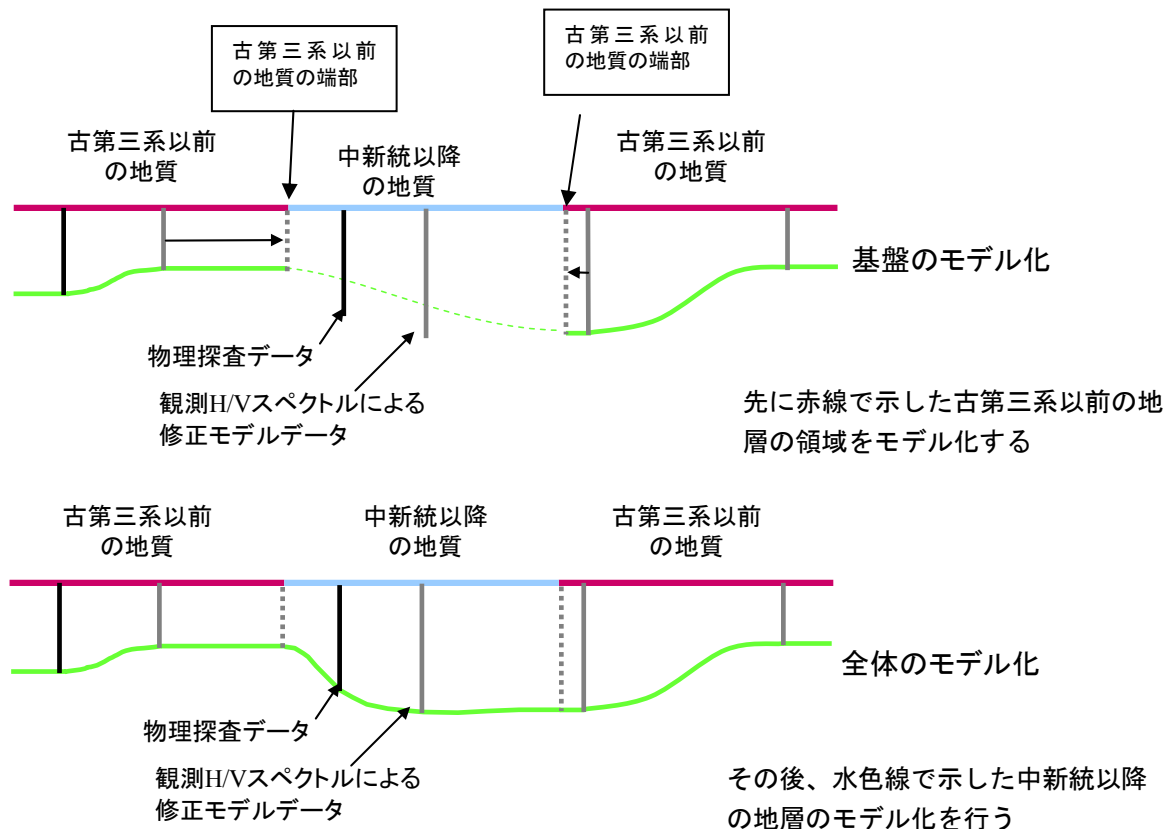 古第三系以前
の地質の端部
古第三系以前
の地質の端部
古第三系以前
の地質
中新統以降
の地質
古第三系以前
の地質
基盤のモデル化
物理探査データ
観測H/Vスペクトルによる
修正モデルデータ
先に赤線で示した古第三系以前の地
層の領域をモデル化する
古第三系以前
の地質
中新統以降
の地質
古第三系以前
の地質
全体のモデル化
物理探査データ
観測H/Vスペクトルによる
修正モデルデータ
その後、水色線で示した中新統以降
の地層のモデル化を行う